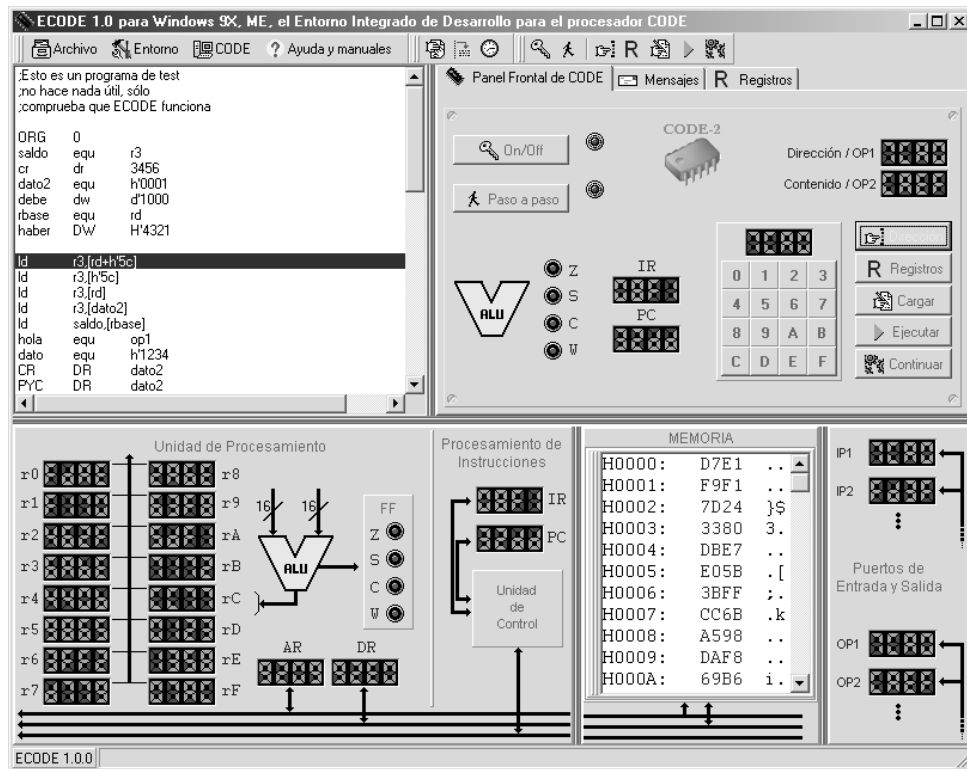 ECODE 1.0 para Windows 9X, ME, el Entorno Integrado de Desarrollo para el procesador CODE
Archivo Entorno CODE ? Ayuda y manuales R
;Esto es un programa de test
;no hace nada útil, sólo
;comprueba que ECODE funciona
ORG 0
saldo equ r3
cr dr 3456
dato2 equ h'0001
debe dw d'1000
rbase equ rd
haber DW H'4321
ld r3,[rd+h'5c]
ld r3,[h'5c]
ld r3,[rd]
ld r3,[dato2]
ld saldo,[rbase]
hola equ op1
dato equ h'1234
CR DR dato2
PYC DR dato2
Panel Frontal de CODE Mensajes R Registros
On/Off
Paso a paso
CODE-2
Dirección / OP1
Contenido / OP2
ALU
Z
S
C
V
IR
PC
0 1 2 3
4 5 6 7
8 9 A B
C D E F
Dirección
R Registros
Cargar
Ejecutar
Continuar
Unidad de Procesamiento
r0 r8
r1 r9
r2 rA
r3 rB
r4 rC
r5 rD
r6 rE
r7 rF
16 16
ALU
FF
Z
S
C
V
AR DR
Procesamiento de
Instrucciones
IR
PC
Unidad
de
Control
MEMORIA
H0000: D7E1 ..
H0001: F9F1 ..
H0002: 7D24 }$
H0003: 3380 3.
H0004: DBE7 ..
H0005: E05B .[
H0006: 3BFF ;.
H0007: CC6B .k
H0008: A598 ..
H0009: DAF8 ..
H000A: 69B6 i.
IP1
IP2
Puertos de
Entrada y Salida
OP1
OP2
ECODE 1.0.0